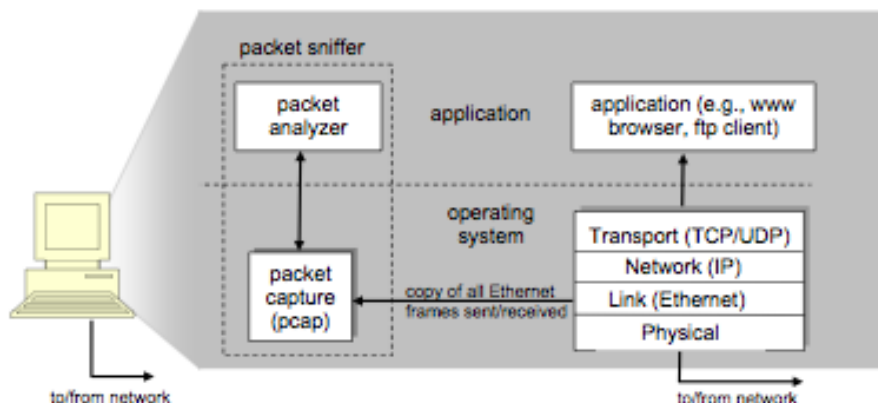 packet sniffer
packet
analyzer
application
application (e.g., www
browser, ftp client)
operating
system
packet
capture
(pcap)
copy of all Ethernet
frames sent/received
Transport (TCP/UDP)
Network (IP)
Link (Ethernet)
Physical
to/from network
to/from network